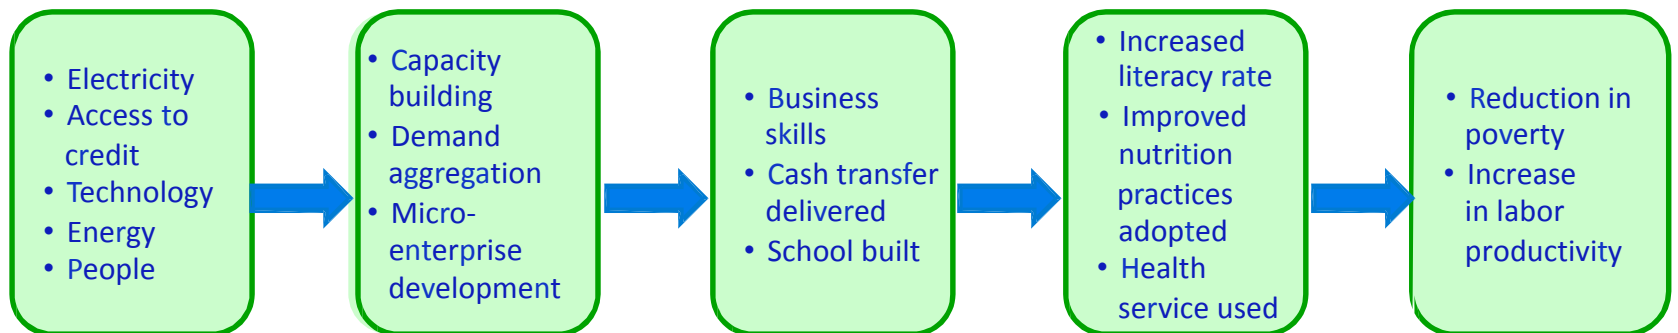 • Electricity
• Access to
credit
• Technology
• Energy
• People
• Capacity
building
• Demand
aggregation
• Micro-
enterprise
development
• Business
skills
• Cash transfer
delivered
• School built
• Increased
literacy rate
• Improved
nutrition
practices
adopted
• Health
service used
• Reduction in
poverty
• Increase
in labor
productivity